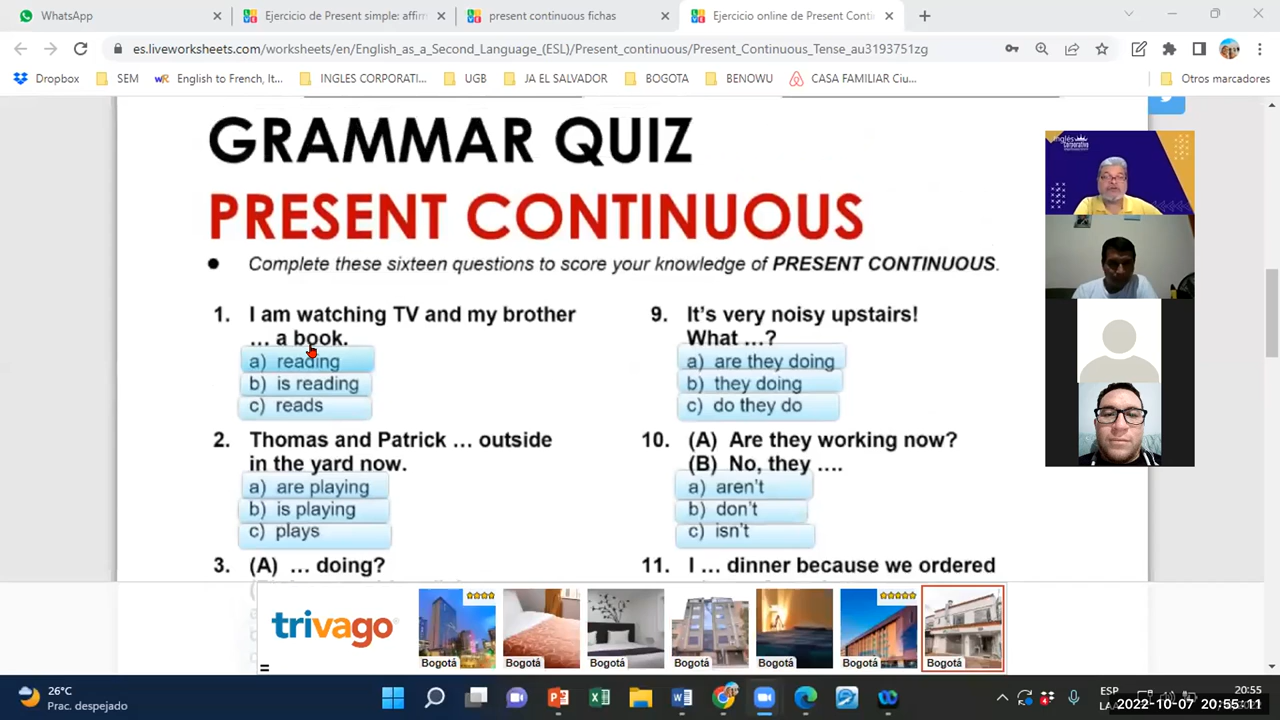 WhatsApp
Ejercicio de Present simple: affir
present continuous fichas
Ejercicio online de Present Conti
es.liveworksheets.com/worksheets/en/English_as_a_Second_Language_(ESL)/Present_continuous/Present_Continuous_Tense_au3193751zg
Dropbox
SEM
English to French, It...
INGLES CORPORATI...
UGB
JA EL SALVADOR
BOGOTA
BENOWU
CASA FAMILIAR Ciu...
Otros marcadores
GRAMMAR QUIZ
PRESENT CONTINUOUS
Complete these sixteen questions to score your knowledge of PRESENT CONTINUOUS.
1. I am watching TV and my brother
... a book.
a) reading
b) is reading
c) reads
2. Thomas and Patrick ... outside
in the yard now.
a) are playing
b) is playing
c) plays
3. (A) ... doing?
9. It's very noisy upstairs!
What ...?
a) are they doing
b) they doing
c) do they do
10. (A) Are they working now?
(B) No, they ....
a) aren't
b) don't
c) isn't
11. I ... dinner because we ordered
Inglés
Corporativo
trivago
Bogotá
Bogotá
Bogotá
Bogotá
Bogotá
Bogotá
Bogotá
26°C
Prac. despejado
ESP
20:55
2022-10-07 20:55:11